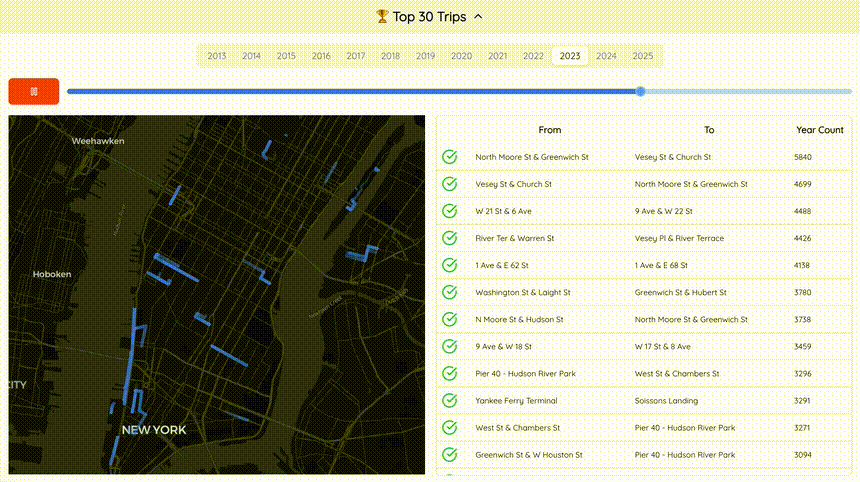 🏆 Top 30 Trips
2013 2014 2015 2016 2017 2018 2019 2020 2021 2022 2023 2024 2025
Weehawken
Hoboken
CITY
NEW YORK
From To Year Count
North Moore St & Greenwich St Vesey St & Church St 5840
Vesey St & Church St North Moore St & Greenwich St 4699
W 21 St & 6 Ave 9 Ave & W 22 St 4488
River Ter & Warren St Vesey Pl & River Terrace 4426
1 Ave & E 62 St 1 Ave & E 68 St 4138
Washington St & Laight St Greenwich St & Hubert St 3780
N Moore St & Hudson St North Moore St & Greenwich St 3738
9 Ave & W 18 St W 17 St & 8 Ave 3459
Pier 40 - Hudson River Park West St & Chambers St 3296
Yankee Ferry Terminal Soissons Landing 3291
West St & Chambers St Pier 40 - Hudson River Park 3271
Greenwich St & W Houston St Pier 40 - Hudson River Park 3094